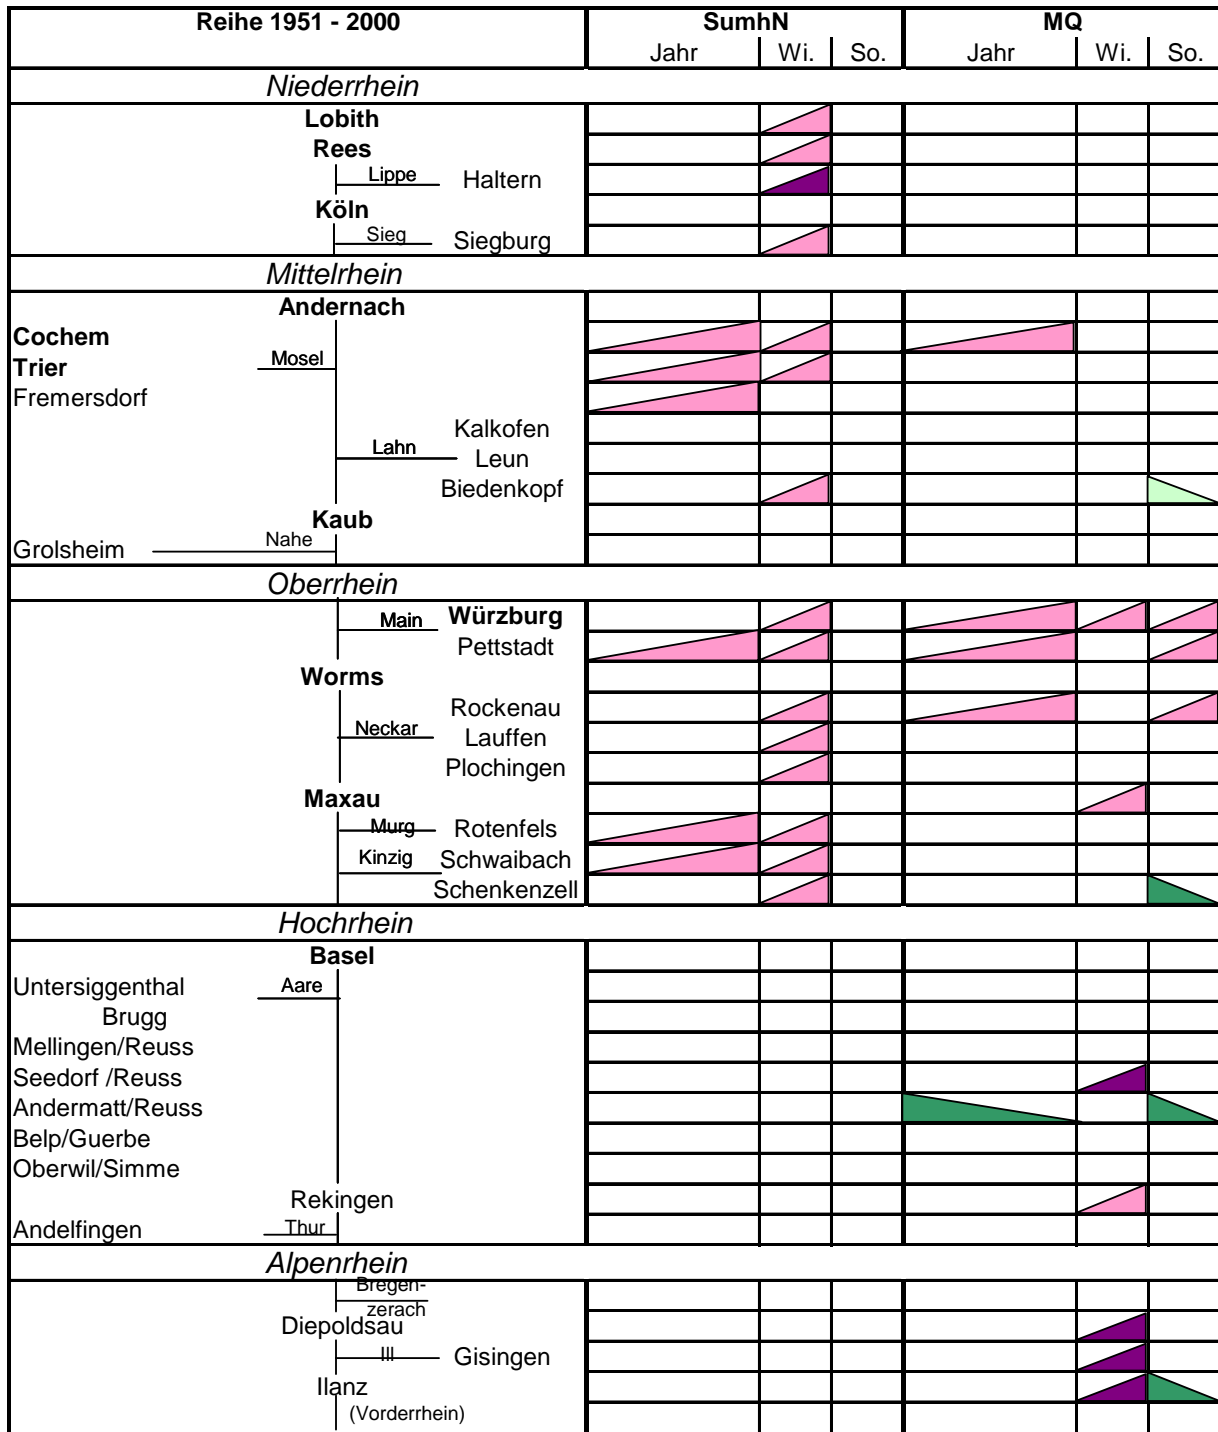 Reihe 1951 - 2000 SumhN MQ
Jahr Wi. So. Jahr Wi. So.
Niederrhein
Lobith
Rees
Lippe Haltern
Köln
Sieg Siegburg
Mittelrhein
Andernach
Cochem
Mosel
Trier
Fremersdorf
Kalkofen
Lahn
Leun
Biedenkopf
Kaub
Nahe
Grolsheim
Oberrhein
Main Würzburg
Pettstadt
Worms
Rockenau
Neckar
Lauffen
Plochingen
Maxau
Murg Rotenfels
Kinzig Schwaibach
Schenkenzell
Hochrhein
Basel
Untersiggenthal Aare
Brugg
Mellingen/Reuss
Seedorf /Reuss
Andermatt/Reuss
Belp/Guerbe
Oberwil/Simme
Rekingen
Andelfingen Thur
Alpenrhein
Bregen-
zerach
Diepoldsau
Ill Gisingen
Ilanz
(Vorderrhein)